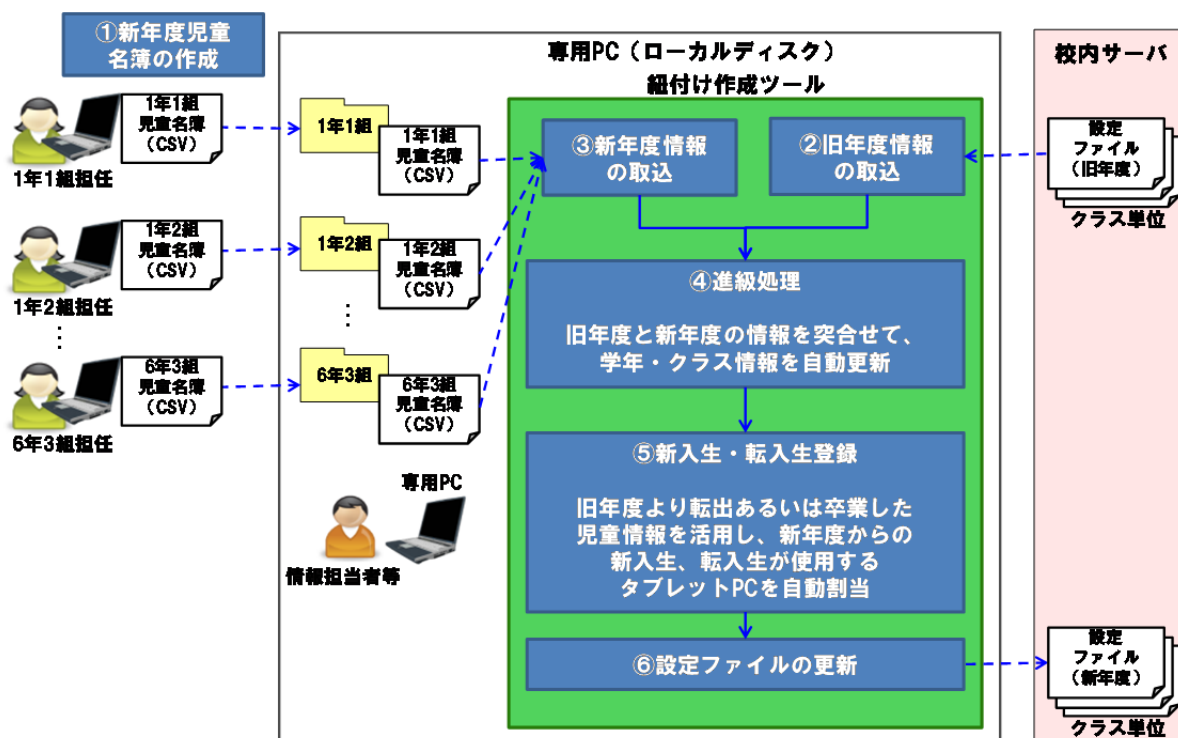 ①新年度児童
名簿の作成
専用PC（ローカルディスク）
紐付け作成ツール
校内サーバ
1年1組
児童名簿
（CSV）
1年1組担任
1年1組
1年1組
児童名簿
（CSV）
③新年度情報
の取込
②旧年度情報
の取込
設定
ファイル
（旧年度）
クラス単位
1年2組
児童名簿
（CSV）
1年2組担任
⋮
1年2組
1年2組
児童名簿
（CSV）
⋮
④進級処理
旧年度と新年度の情報を突合せて、
学年・クラス情報を自動更新
6年3組
児童名簿
（CSV）
6年3組担任
6年3組
6年3組
児童名簿
（CSV）
⑤新入生・転入生登録
旧年度より転出あるいは卒業した
児童情報を活用し、新年度からの
新入生、転入生が使用する
タブレットPCを自動割当
専用PC
情報担当者等
⑥設定ファイルの更新
設定
ファイル
（新年度）
クラス単位